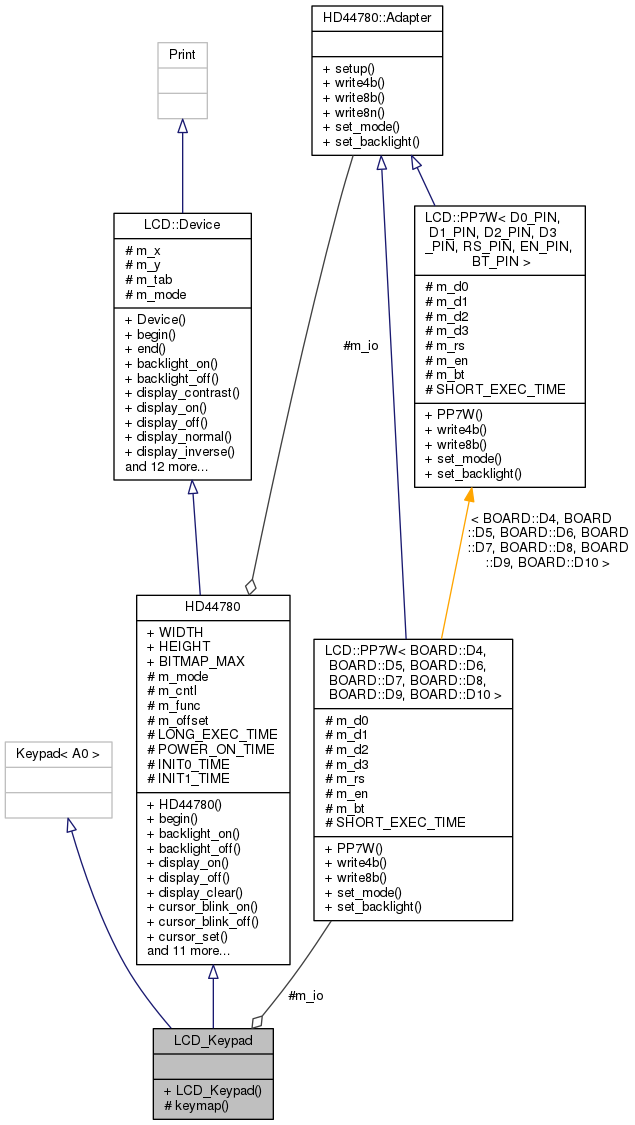 HD44780::Adapter
+ setup()
+ write4b()
+ write8b()
+ write8n()
+ set_mode()
+ set_backlight()
Print
LCD::Device
# m_x
# m_y
# m_tab
# m_mode
+ Device()
+ begin()
+ end()
+ backlight_on()
+ backlight_off()
+ display_contrast()
+ display_on()
+ display_off()
+ display_normal()
+ display_inverse()
and 12 more...
LCD::PP7W< D0_PIN,
D1_PIN, D2_PIN, D3
_PIN, RS_PIN, EN_PIN,
BT_PIN >
# m_d0
# m_d1
# m_d2
# m_d3
# m_rs
# m_en
# m_bt
# SHORT_EXEC_TIME
+ PP7W()
+ write4b()
+ write8b()
+ set_mode()
+ set_backlight()
#m_io
< BOARD::D4, BOARD
::D5, BOARD::D6, BOARD
::D7, BOARD::D8, BOARD
::D9, BOARD::D10 >
HD44780
+ WIDTH
+ HEIGHT
+ BITMAP_MAX
# m_mode
# m_cntl
# m_func
# m_offset
# LONG_EXEC_TIME
# POWER_ON_TIME
# INIT0_TIME
# INIT1_TIME
+ HD44780()
+ begin()
+ backlight_on()
+ backlight_off()
+ display_on()
+ display_off()
+ display_clear()
+ cursor_blink_on()
+ cursor_blink_off()
+ cursor_set()
and 11 more...
LCD::PP7W< BOARD::D4,
BOARD::D5, BOARD::D6,
BOARD::D7, BOARD::D8,
BOARD::D9, BOARD::D10 >
# m_d0
# m_d1
# m_d2
# m_d3
# m_rs
# m_en
# m_bt
# SHORT_EXEC_TIME
+ PP7W()
+ write4b()
+ write8b()
+ set_mode()
+ set_backlight()
Keypad< A0 >
#m_io
LCD_Keypad
+ LCD_Keypad()
# keymap()